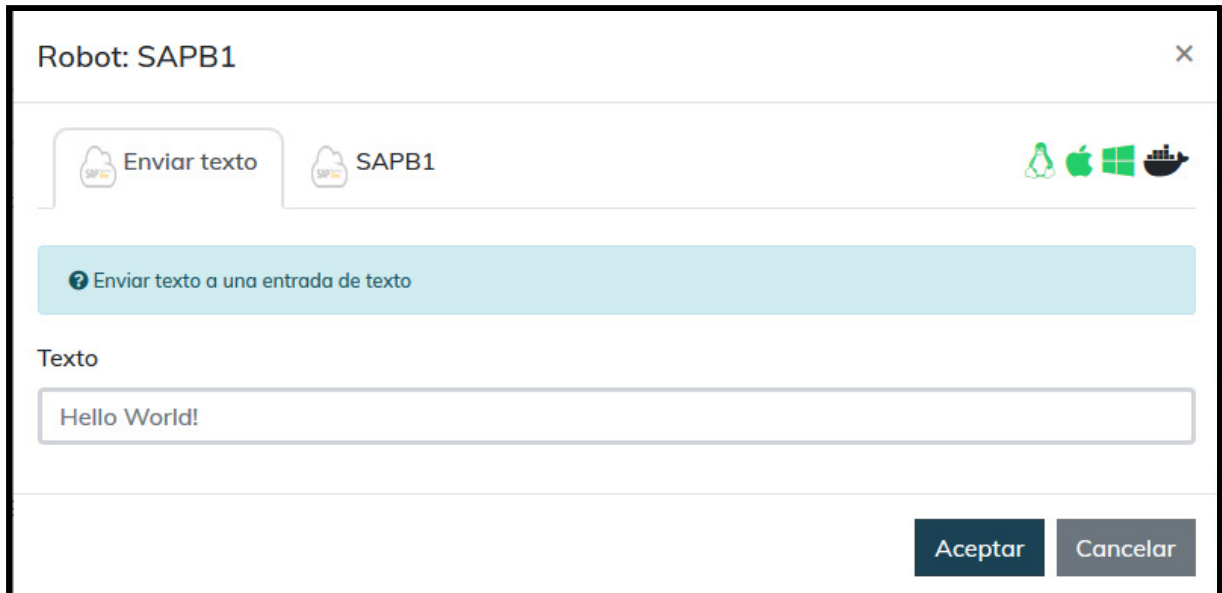 Robot: SAPB1
×
Enviar texto
SAPB1
Enviar texto a una entrada de texto
Texto
Hello World!
Aceptar
Cancelar